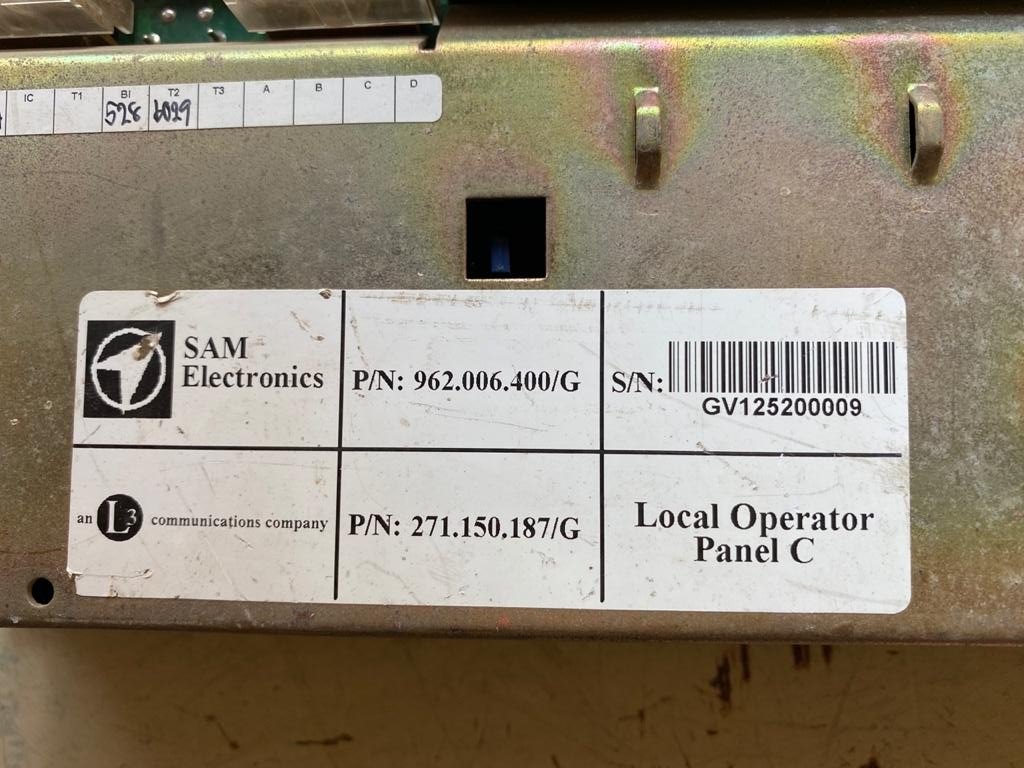 IC T1 BI T2 T3 A B C D
528 6029
SAM
Electronics
P/N: 962.006.400/G
S/N:
GV125200009
an L3 communications company
P/N: 271.150.187/G
Local Operator
Panel C